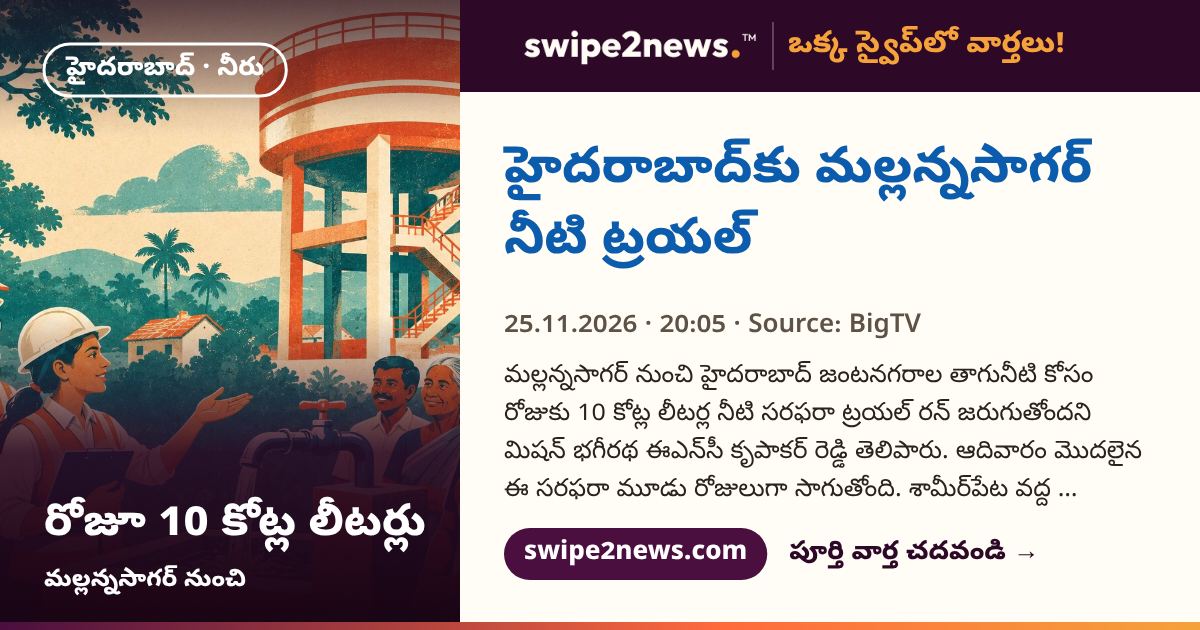 హైదరాబాద్ · నీరు
రోజూ 10 కోట్ల లీటర్లు
మల్లన్నసాగర్ నుంచి
swipe2news.™ ఒక్క స్వైప్‌లో వార్తలు!
హైదరాబాద్‌కు మల్లన్నసాగర్
నీటి ట్రయల్
25.11.2026 · 20:05 · Source: BigTV
మల్లన్నసాగర్ నుంచి హైదరాబాద్ జంటనగరాల తాగునీటి కోసం
రోజుకు 10 కోట్ల లీటర్ల నీటి సరఫరా ట్రయల్ రన్ జరుగుతోందని
మిషన్ భగీరథ ఈఎన్‌సీ కృపాకర్ రెడ్డి తెలిపారు. ఆదివారం మొదలైన
ఈ సరఫరా మూడు రోజులుగా సాగుతోంది. శామీర్‌పేట వద్ద ...
swipe2news.com పూర్తి వార్త చదవండి →